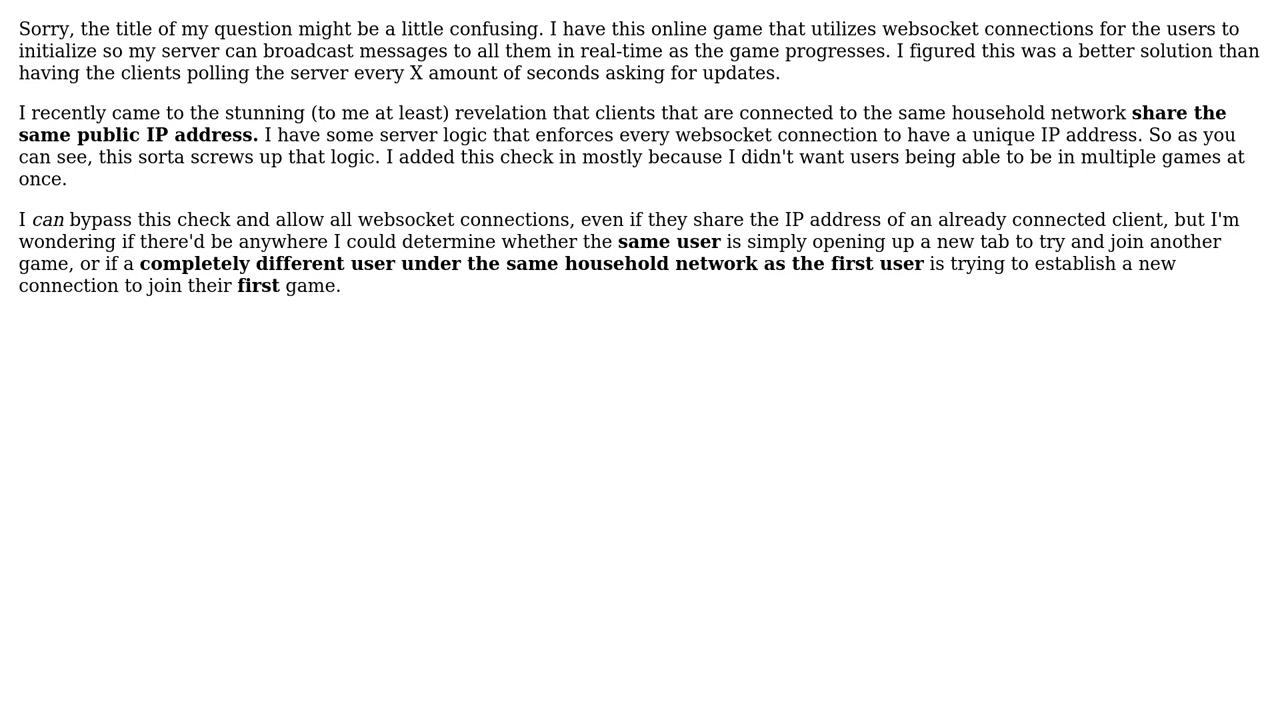 Sorry, the title of my question might be a little confusing. I have this online game that utilizes websocket connections for the users to
initialize so my server can broadcast messages to all them in real-time as the game progresses. I figured this was a better solution than
having the clients polling the server every X amount of seconds asking for updates.
I recently came to the stunning (to me at least) revelation that clients that are connected to the same household network share the
same public IP address. I have some server logic that enforces every websocket connection to have a unique IP address. So as you
can see, this sorta screws up that logic. I added this check in mostly because I didn't want users being able to be in multiple games at
once.
I can bypass this check and allow all websocket connections, even if they share the IP address of an already connected client, but I'm
wondering if there'd be anywhere I could determine whether the same user is simply opening up a new tab to try and join another
game, or if a completely different user under the same household network as the first user is trying to establish a new
connection to join their first game.